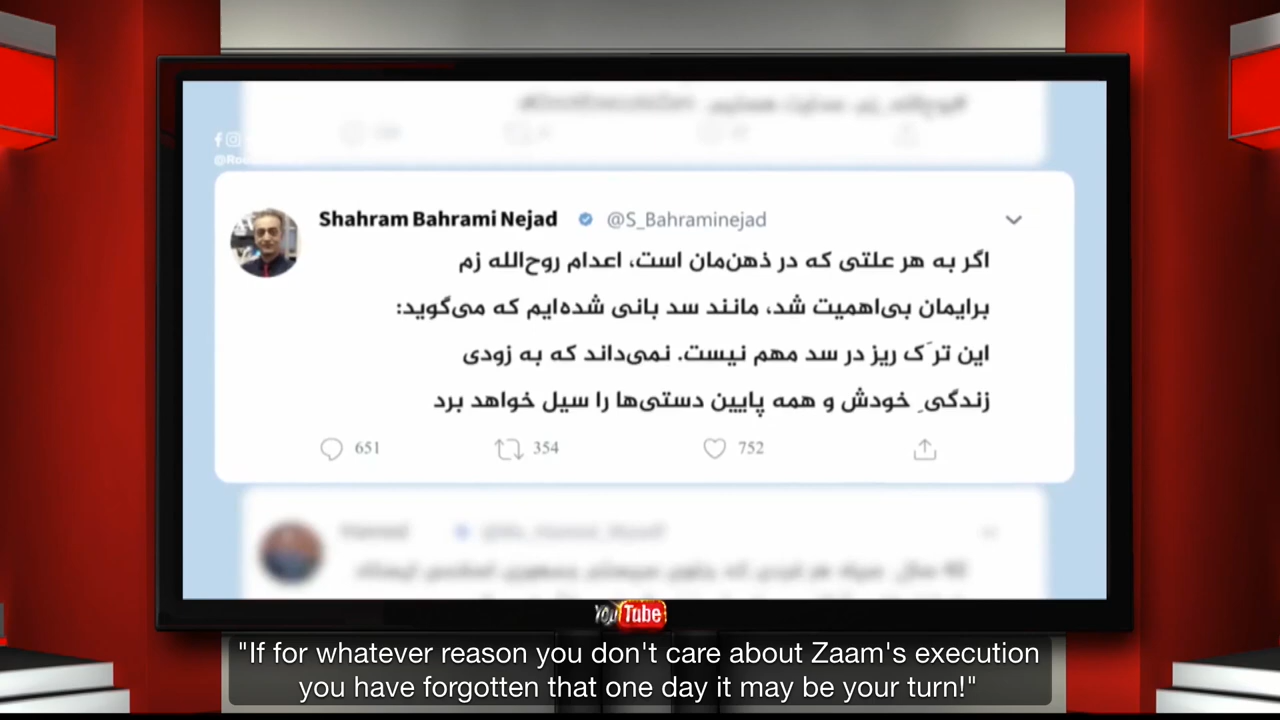 Shahram Bahrami Nejad @S_Bahraminejad
اگر به هر علتی که در ذهن‌مان است، اعدام روح‌الله زم
برایمان بی‌اهمیت شد، مانند سد بانی شده‌ایم که می‌گوید:
این ترَک ریز در سد مهم نیست. نمی‌داند که به زودی
زندگیِ خودش و همه پایین دستی‌ها را سیل خواهد برد
651 354 752
YouTube
"If for whatever reason you don't care about Zaam's execution
you have forgotten that one day it may be your turn!"